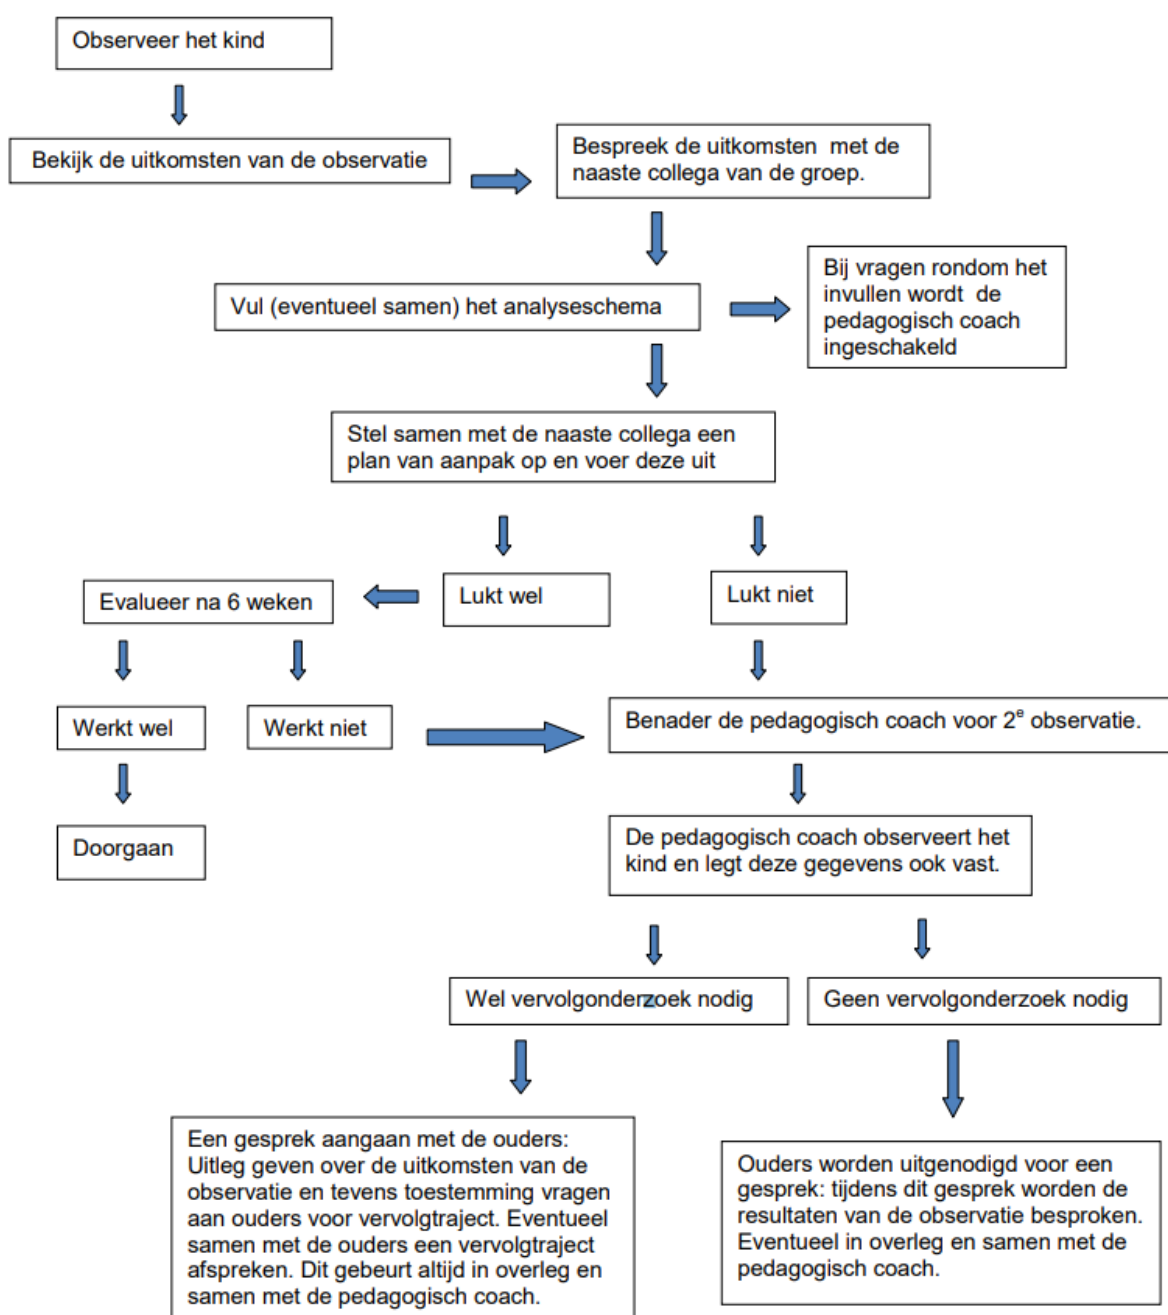 Observeer het kind
Bekijk de uitkomsten van de observatie
Bespreek de uitkomsten  met de
naaste collega van de groep.
Vul (eventueel samen) het analyseschema
Bij vragen rondom het
invullen wordt  de
pedagogisch coach
ingeschakeld
Stel samen met de naaste collega een
plan van aanpak op en voer deze uit
Lukt wel
Lukt niet
Evalueer na 6 weken
Werkt wel
Werkt niet
Benader de pedagogisch coach voor 2e observatie.
Doorgaan
De pedagogisch coach observeert het
kind en legt deze gegevens ook vast.
Wel vervolgonderzoek nodig
Geen vervolgonderzoek nodig
Een gesprek aangaan met de ouders:
Uitleg geven over de uitkomsten van de
observatie en tevens toestemming vragen
aan ouders voor vervolgtraject. Eventueel
samen met de ouders een vervolgtraject
afspreken. Dit gebeurt altijd in overleg en
samen met de pedagogisch coach.
Ouders worden uitgenodigd voor een
gesprek: tijdens dit gesprek worden de
resultaten van de observatie besproken.
Eventueel in overleg en samen met de
pedagogisch coach.